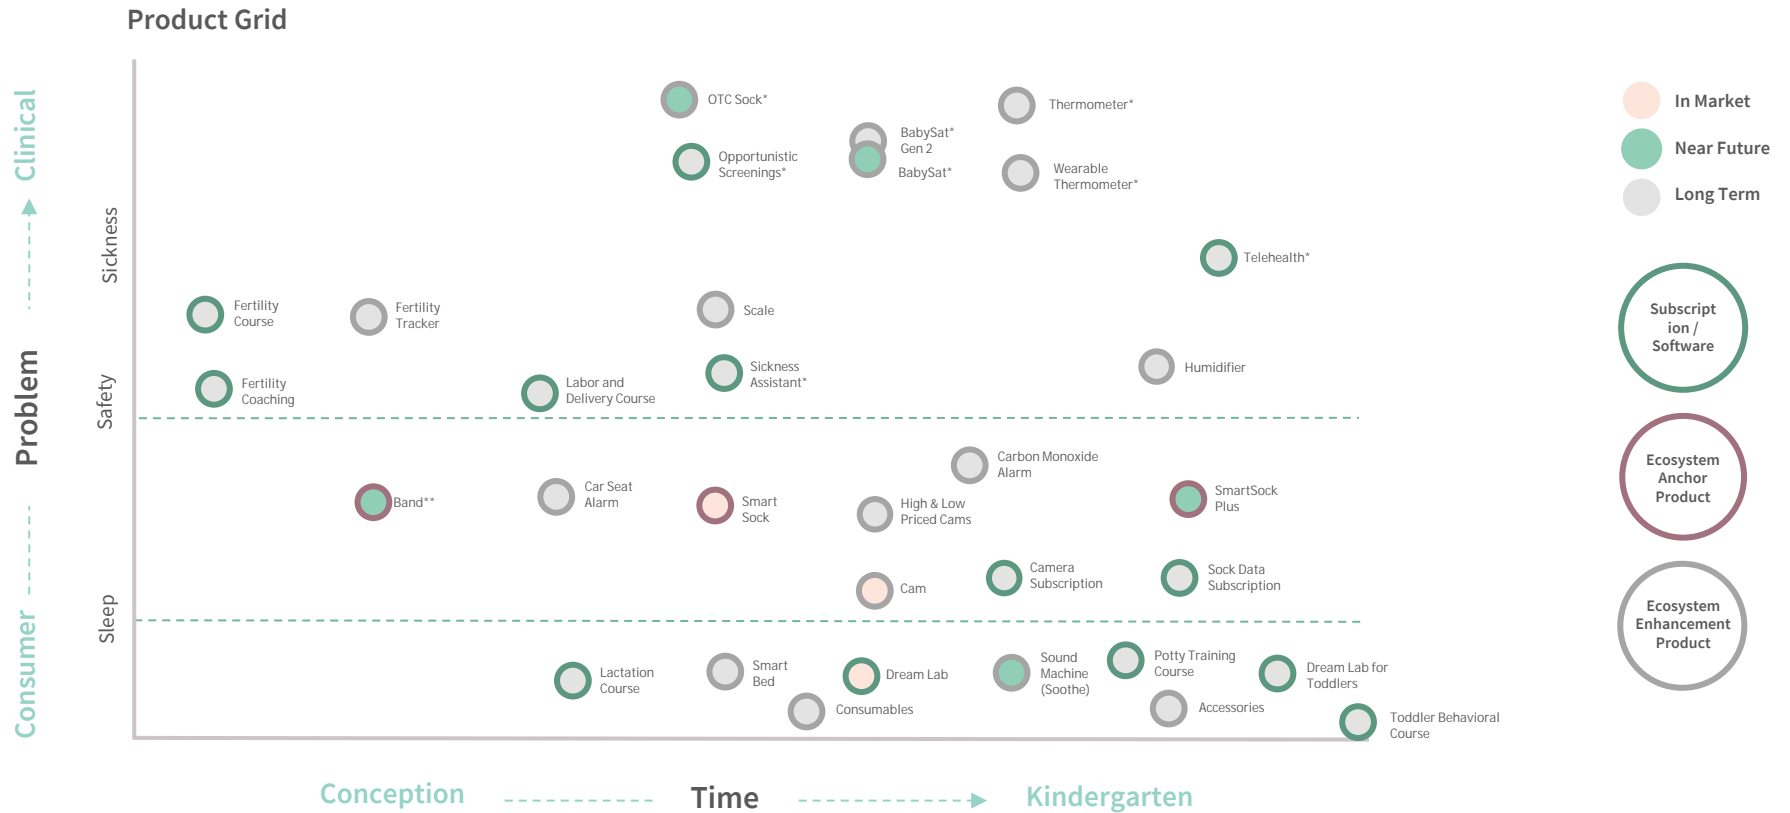 Product Grid
Clinical
Problem
Consumer
Sickness
Safety
Sleep
OTC Sock*
Opportunistic
Screenings*
BabySat*
Gen 2
BabySat*
Thermometer*
Wearable
Thermometer*
Telehealth*
Fertility
Course
Fertility
Tracker
Scale
Fertility
Coaching
Labor and
Delivery Course
Sickness
Assistant*
Humidifier
Carbon Monoxide
Alarm
Band**
Car Seat
Alarm
Smart
Sock
High & Low
Priced Cams
SmartSock
Plus
Cam
Camera
Subscription
Sock Data
Subscription
Lactation
Course
Smart
Bed
Dream Lab
Consumables
Sound
Machine
(Soothe)
Potty Training
Course
Accessories
Dream Lab for
Toddlers
Toddler Behavioral
Course
Conception
Time
Kindergarten
In Market
Near Future
Long Term
Subscript
ion /
Software
Ecosystem
Anchor
Product
Ecosystem
Enhancement
Product